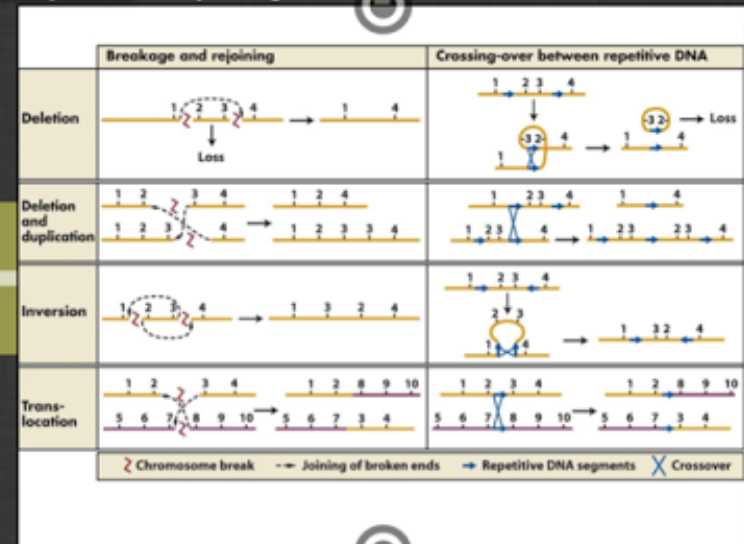 Breakage and rejoining
Crossing-over between repetitive DNA
Deletion
1 2 3 4
Loss
1 4
1 2 3 4
3 2
4
1
3 2
Loss
1 4
Deletion
and
duplication
1 2 3 4
1 2 3 4
1 2 4
1 2 3 3 4
1 2 3 4
1 2 3 4
1 4
1 2 3 2 3 4
Inversion
1 2 3 4
1 3 2 4
1 2 3 4
2 3
1 4
1 3 2 4
Trans-
location
1 2 3 4
5 6 7 8 9 10
1 2 8 9 10
5 6 7 3 4
1 2 3 4
5 6 7 8 9 10
1 2 8 9 10
5 6 7 3 4
Chromosome break
Joining of broken ends
Repetitive DNA segments
Crossover